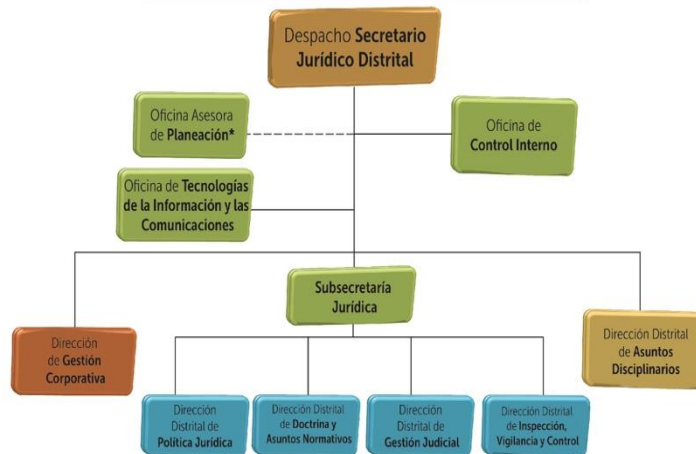 Despacho Secretario
Jurídico Distrital
Oficina Asesora
de Planeación*
Oficina de
Control Interno
Oficina de Tecnologías
de la Información y las
Comunicaciones
Subsecretaría
Jurídica
Dirección
de Gestión
Corporativa
Dirección Distrital
de Asuntos
Disciplinarios
Dirección
Distrital de
Política Jurídica
Dirección Distrital
de Doctrina y
Asuntos Normativos
Dirección
Distrital de
Gestión Judicial
Dirección Distrital
de Inspección,
Vigilancia y Control